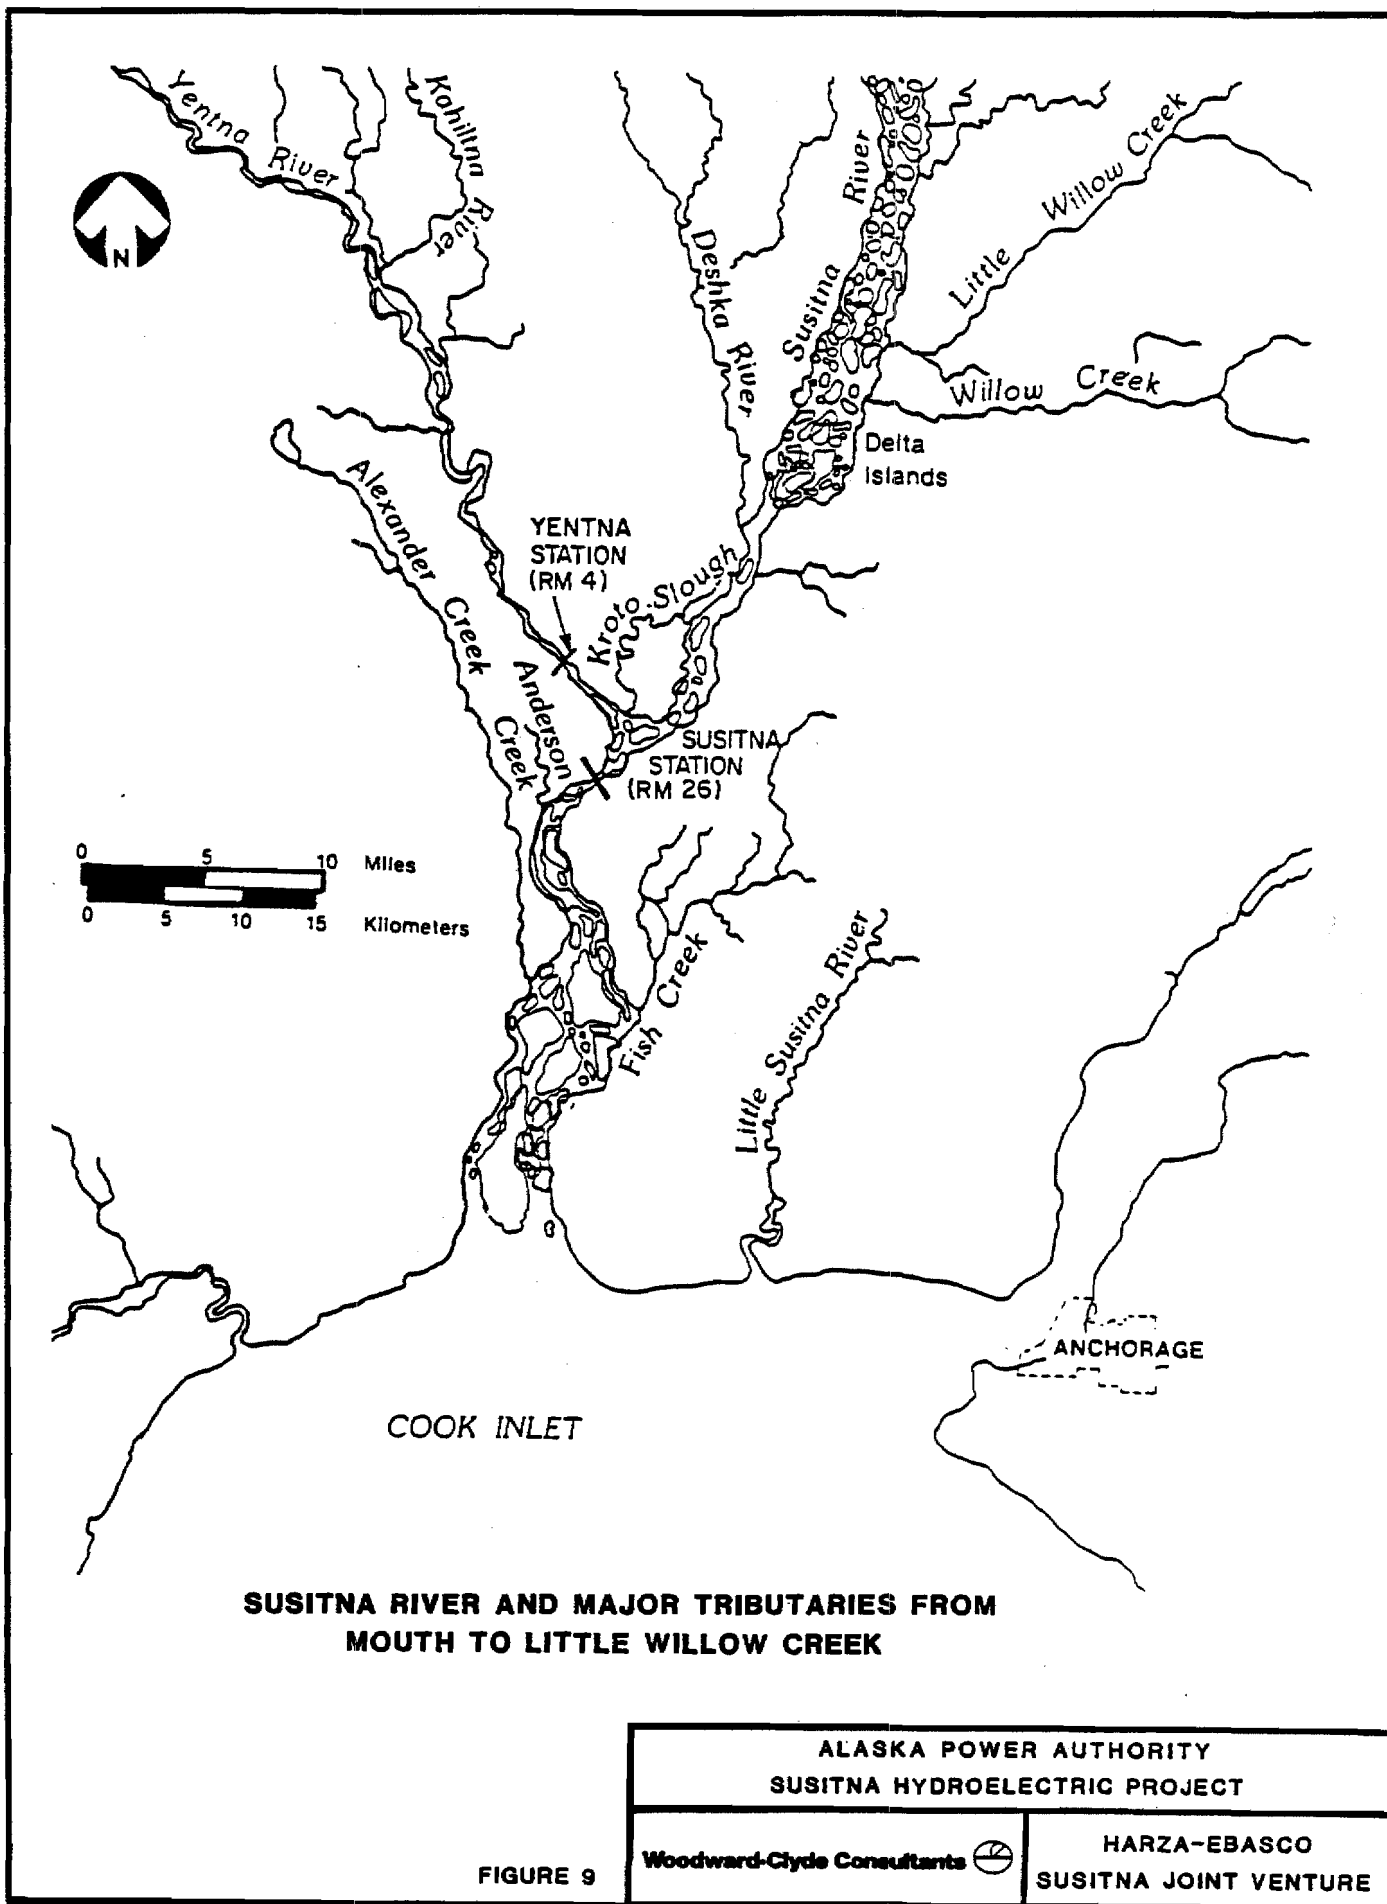 Yentna River
Kahiltna River
Deshka River
Susitna River
Little Willow Creek
Willow Creek
Delta
Islands
N
Alexander Creek
YENTNA
STATION
(RM 4)
Kroto Slough
Anderson
Creek
SUSITNA
STATION
(RM 26)
0 5 10 Miles
0 5 10 15 Kilometers
Fish Creek
Little Susitna River
ANCHORAGE
COOK INLET
SUSITNA RIVER AND MAJOR TRIBUTARIES FROM
MOUTH TO LITTLE WILLOW CREEK
ALASKA POWER AUTHORITY
SUSITNA HYDROELECTRIC PROJECT
FIGURE 9
Woodward-Clyde Consultants
HARZA-EBASCO
SUSITNA JOINT VENTURE